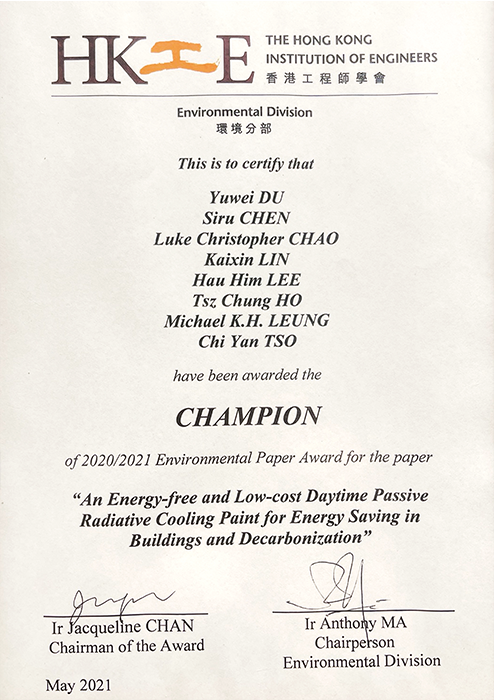 HK工E
THE HONG KONG
INSTITUTION OF ENGINEERS
香港工程師學會
Environmental Division
環境分部
This is to certify that
Yuwei DU
Siru CHEN
Luke Christopher CHAO
Kaixin LIN
Hau Him LEE
Tsz Chung HO
Michael K.H. LEUNG
Chi Yan TSO
have been awarded the
CHAMPION
of 2020/2021 Environmental Paper Award for the paper
“An Energy-free and Low-cost Daytime Passive
Radiative Cooling Paint for Energy Saving in
Buildings and Decarbonization”
Ir Jacqueline CHAN
Chairman of the Award
Ir Anthony MA
Chairperson
Environmental Division
May 2021